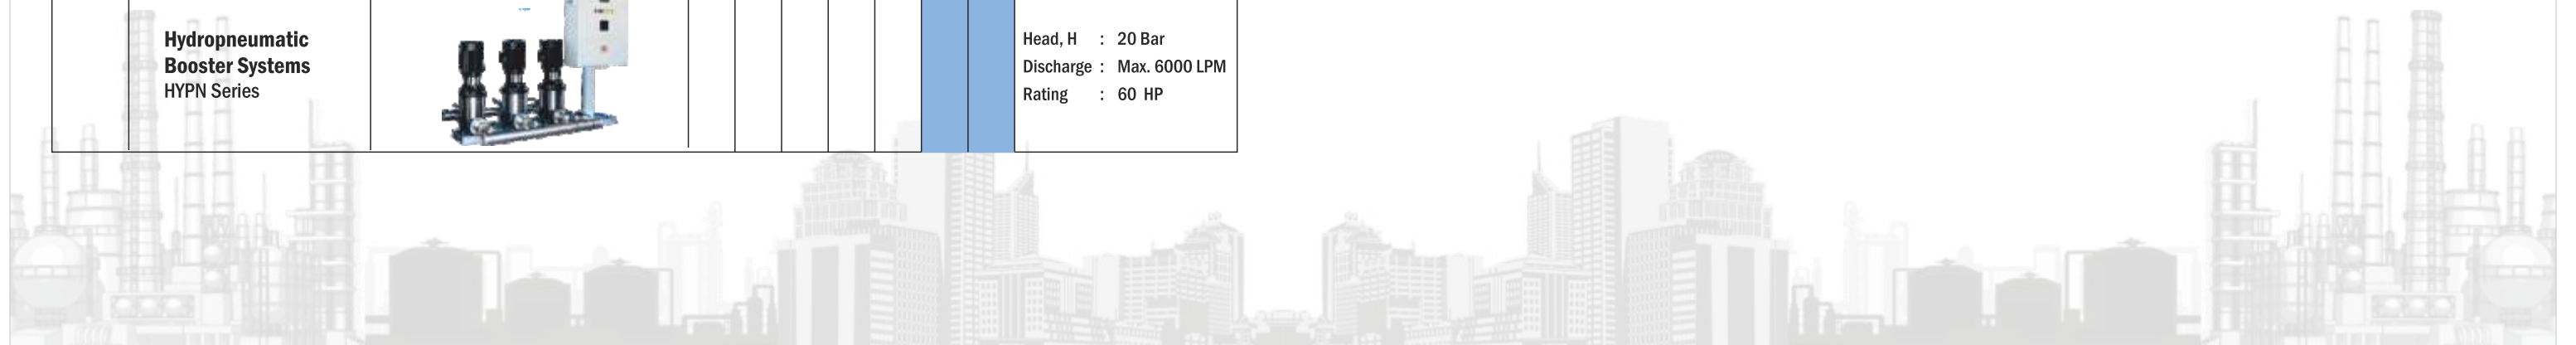 Hydropneumatic
Booster Systems
HYPN Series
Head, H : 20 Bar
Discharge : Max. 6000 LPM
Rating : 60 HP